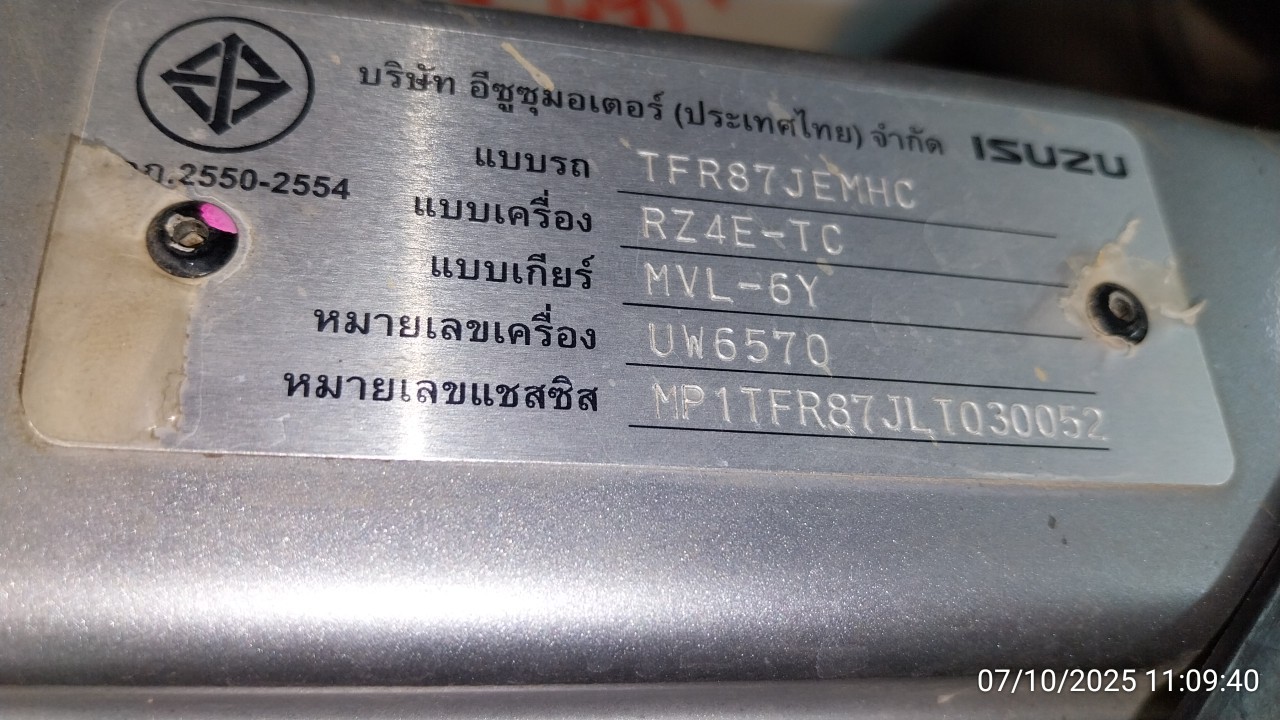 บริษัท อีซูซุมอเตอร์ (ประเทศไทย) จำกัด ISUZU
มอก.2550-2554
แบบรถ TFR87JEMHC
แบบเครื่อง RZ4E-TC
แบบเกียร์ MVL-6Y
หมายเลขเครื่อง UW6570
หมายเลขแชสซิส MP1TFR87JLT030052
07/10/2025 11:09:40